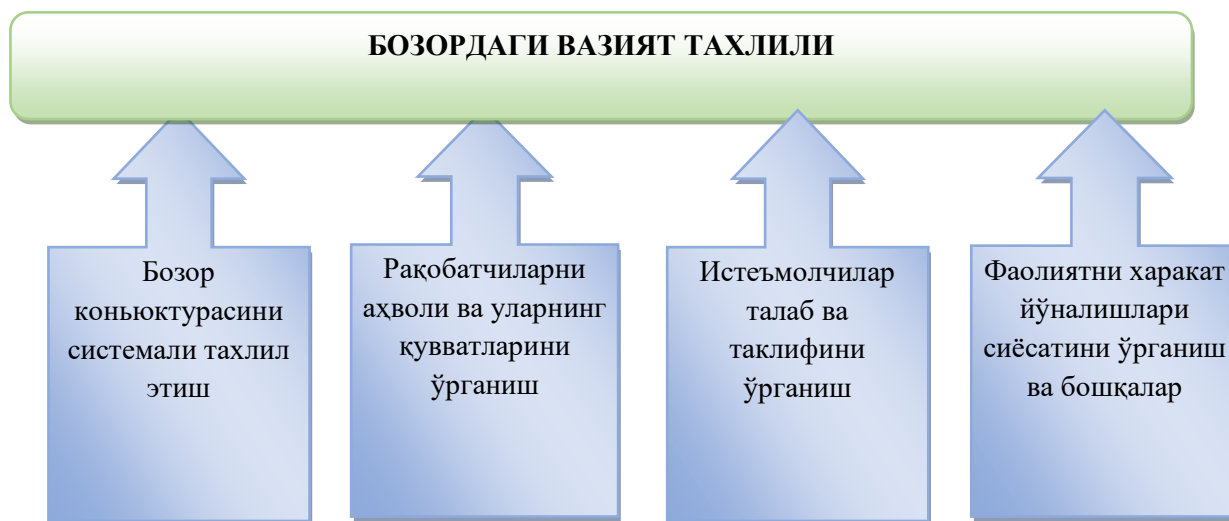 БОЗОРДАГИ ВАЗИЯТ ТАХЛИЛИ
Бозор
коньюктурасини
системали тахлил
этиш
Рақобатчиларни
аҳволи ва уларнинг
қувватларини
ўрганиш
Истеъмолчилар
талаб ва
таклифини
ўрганиш
Фаолиятни харакат
йўналишлари
сиёсатини ўрганиш
ва бошқалар